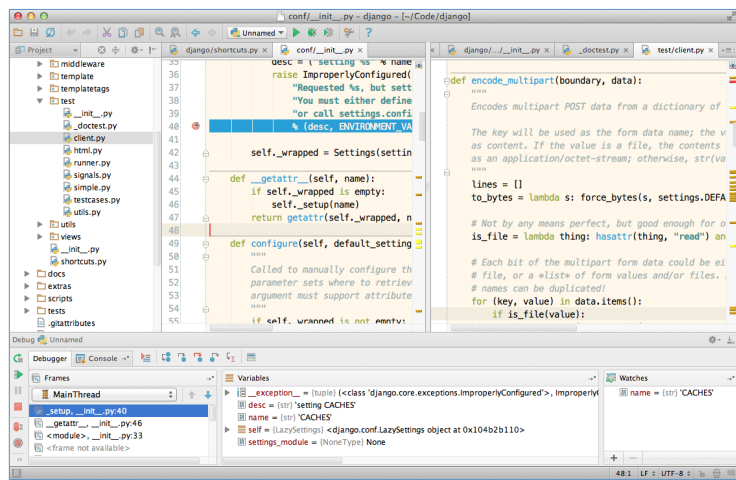 conf/__init__.py – django – [~/Code/django]
Unnamed
Project
django/shortcuts.py
conf/__init__.py
django/.../__init__.py
_doctest.py
test/client.py
middleware
template
templatetags
test
__init__.py
_doctest.py
client.py
html.py
runner.py
signals.py
simple.py
testcases.py
utils.py
utils
views
__init__.py
shortcuts.py
docs
extras
scripts
tests
.gitattributes
35 desc = ("setting %s" % name
36 raise ImproperlyConfigured(
37 "Requested %s, but sett
38 "You must either define
39 "or call settings.confi
40 % (desc, ENVIRONMENT_VA
41
42 self._wrapped = Settings(settin
43
44 def __getattr__(self, name):
45 if self._wrapped is empty:
46 self._setup(name)
47 return getattr(self._wrapped, n
48
49 def configure(self, default_setting
50 """
51 Called to manually configure th
52 parameter sets where to retriev
53 argument must support attribute
54 """
55 if self._wrapped is not empty:
def encode_multipart(boundary, data):
"""
Encodes multipart POST data from a dictionary of
The key will be used as the form data name; the v
as content. If the value is a file, the contents
as an application/octet-stream; otherwise, str(va
"""
lines = []
to_bytes = lambda s: force_bytes(s, settings.DEFA
# Not by any means perfect, but good enough for o
is_file = lambda thing: hasattr(thing, "read") an
# Each bit of the multipart form data could be ei
# file, or a *list* of form values and/or files.
# names can be duplicated!
for (key, value) in data.items():
if is_file(value):
Debug Unnamed
Debugger
Console
Frames
MainThread
_setup, __init__.py:40
__getattr__, __init__.py:46
<module>, __init__.py:33
<frame not available>
Variables
__exception__ = {tuple} (<class 'django.core.exceptions.ImproperlyConfigured'>, Improperly
desc = {str} 'setting CACHES'
name = {str} 'CACHES'
self = {LazySettings} <django.conf.LazySettings object at 0x104b2b110>
settings_module = {NoneType} None
Watches
name = {str} 'CACHES'
48:1 LF UTF-8